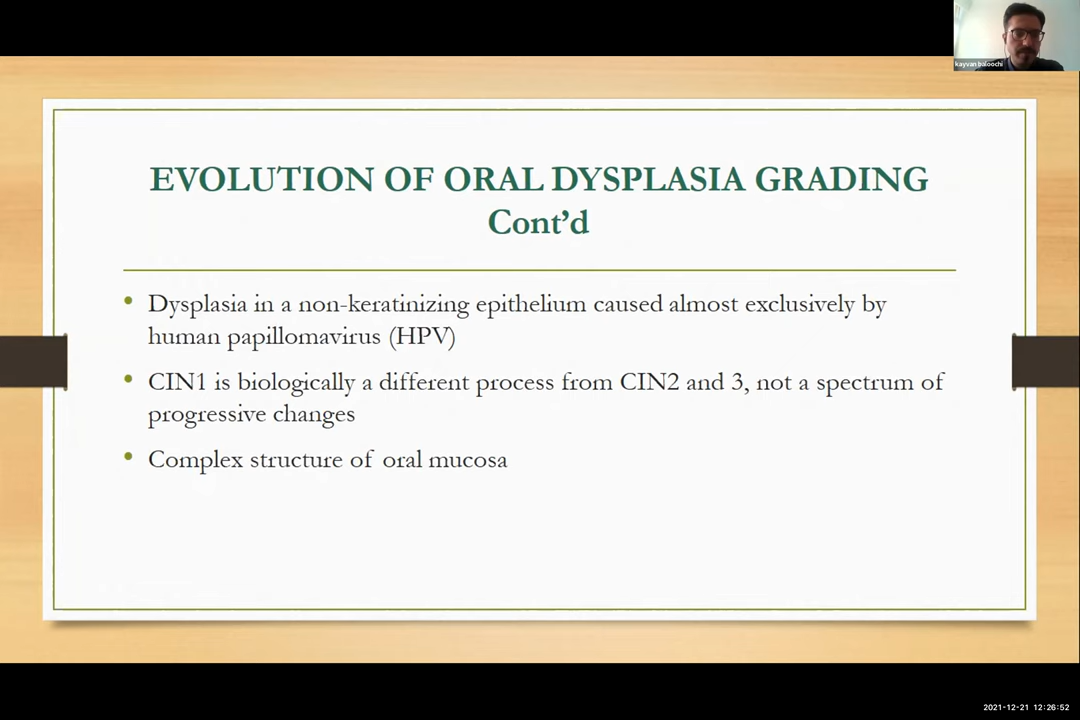 kayvan baloochi
EVOLUTION OF ORAL DYSPLASIA GRADING
Cont’d
• Dysplasia in a non-keratinizing epithelium caused almost exclusively by
human papillomavirus (HPV)
• CIN1 is biologically a different process from CIN2 and 3, not a spectrum of
progressive changes
• Complex structure of oral mucosa
2021-12-21 12:26:52